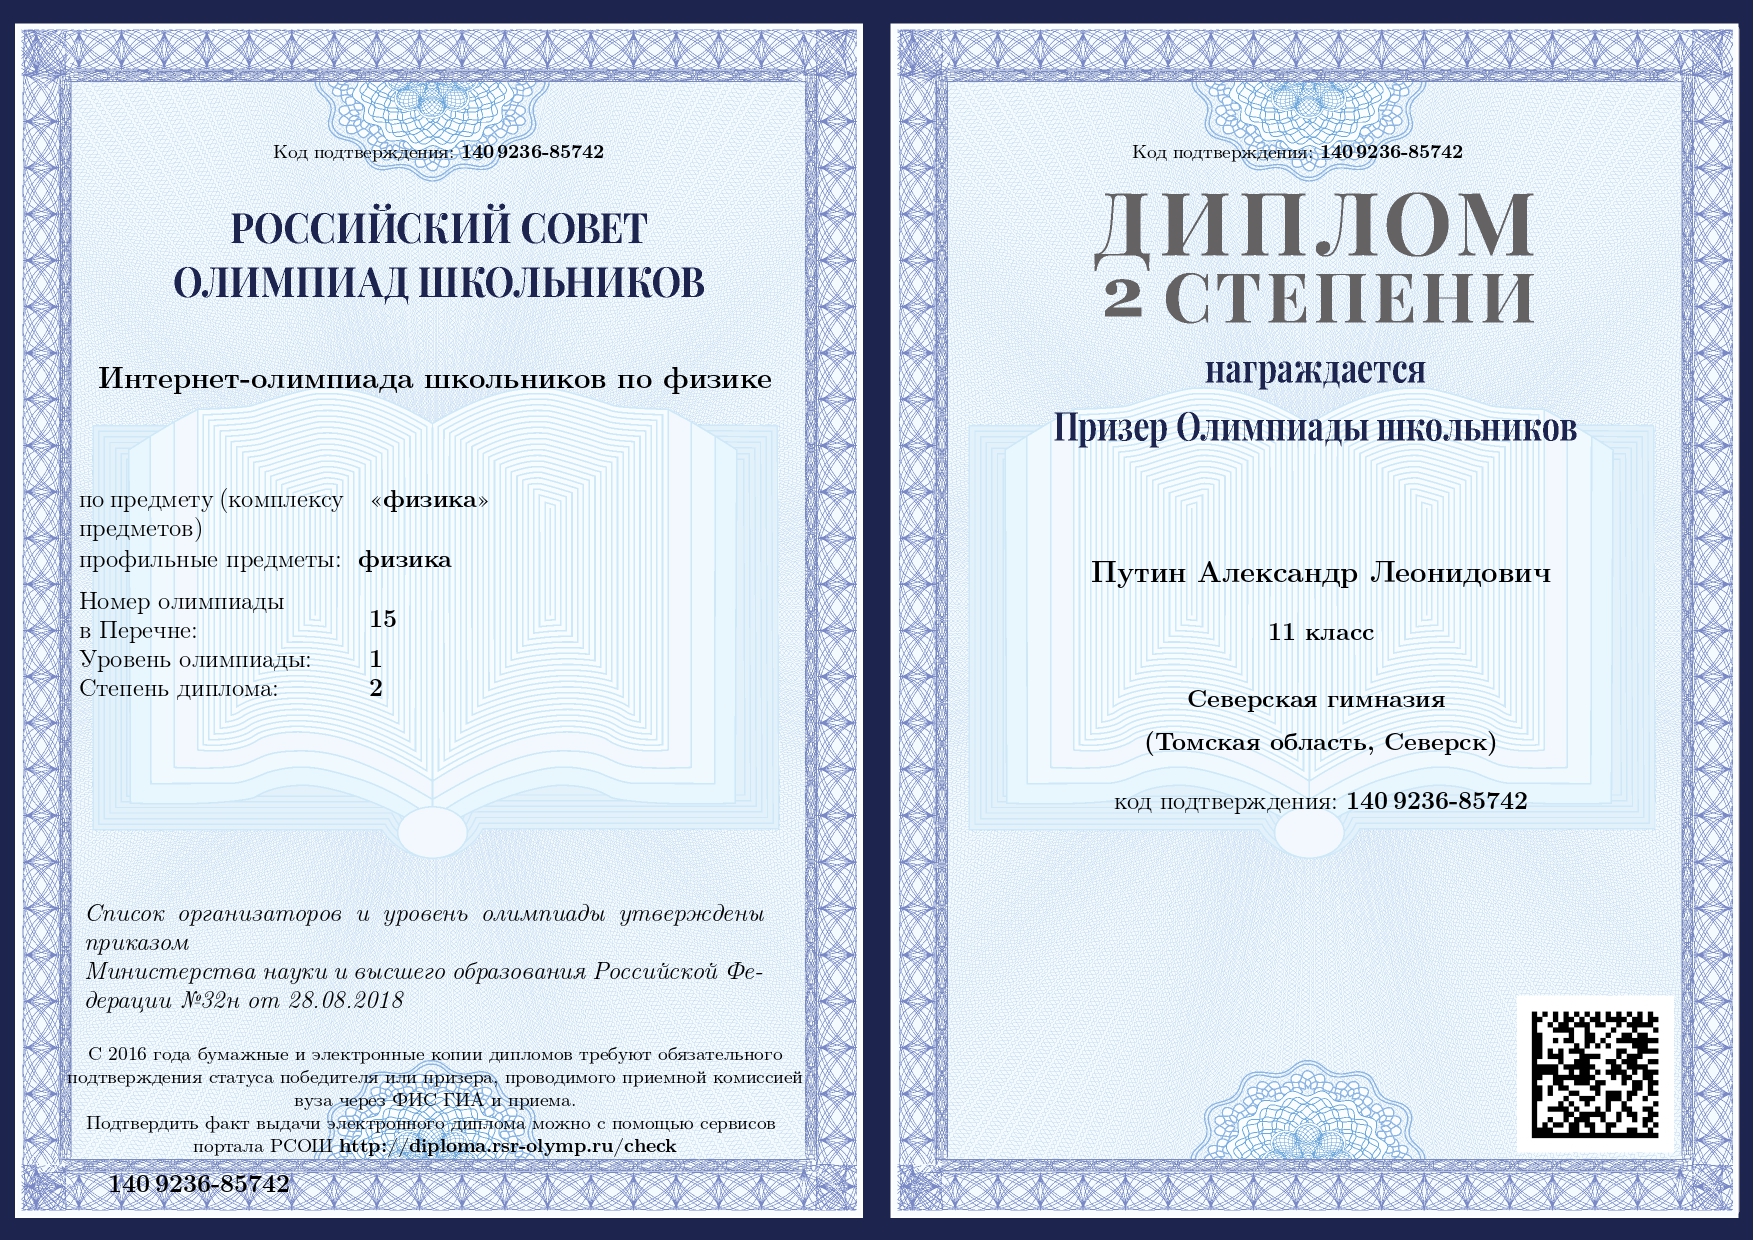 Код подтверждения: 140 9236-85742
РОССИЙСКИЙ СОВЕТ
ОЛИМПИАД ШКОЛЬНИКОВ
Интернет-олимпиада школьников по физике
по предмету (комплексу «физика»
предметов)
профильные предметы: физика
Номер олимпиады
в Перечне: 15
Уровень олимпиады: 1
Степень диплома: 2
Список организаторов и уровень олимпиады утверждены
приказом
Министерства науки и высшего образования Российской Фе-
дерации №32н от 28.08.2018
С 2016 года бумажные и электронные копии дипломов требуют обязательного
подтверждения статуса победителя или призера, проводимого приемной комиссией
вуза через ФИС ГИА и приема.
Подтвердить факт выдачи электронного диплома можно с помощью сервисов
портала РСОШ http://diploma.rsr-olymp.ru/check
140 9236-85742
Код подтверждения: 140 9236-85742
ДИПЛОМ
2 СТЕПЕНИ
награждается
Призер Олимпиады школьников
Путин Александр Леонидович
11 класс
Северская гимназия
(Томская область, Северск)
код подтверждения: 140 9236-85742